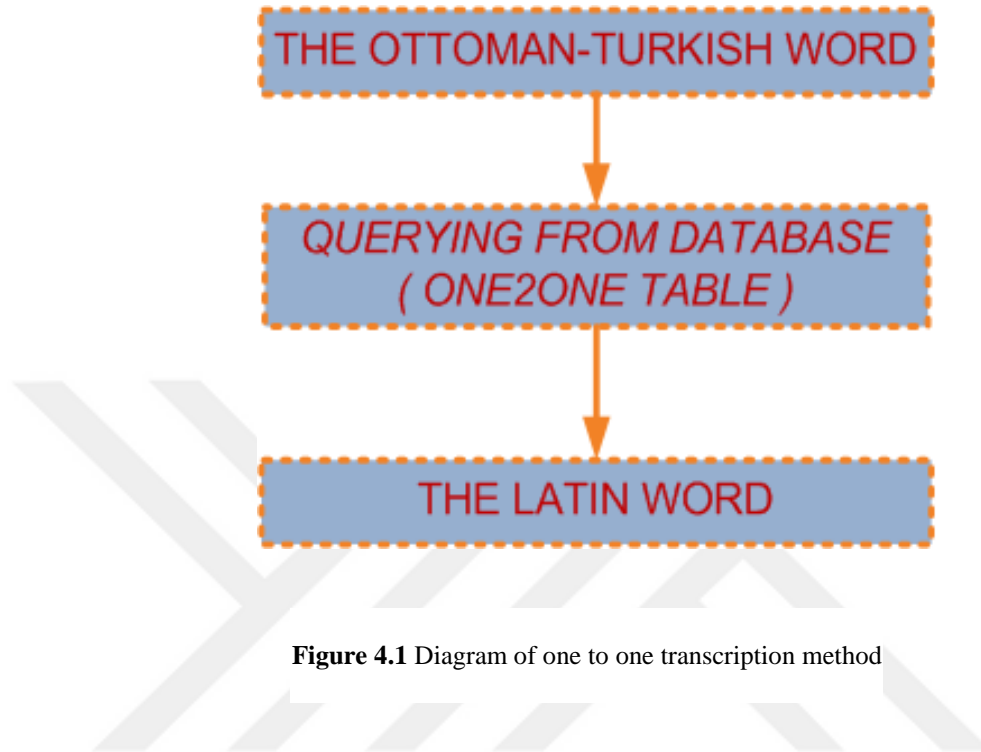 THE OTTOMAN-TURKISH WORD
QUERYING FROM DATABASE
( ONE2ONE TABLE )
THE LATIN WORD
Figure 4.1 Diagram of one to one transcription method